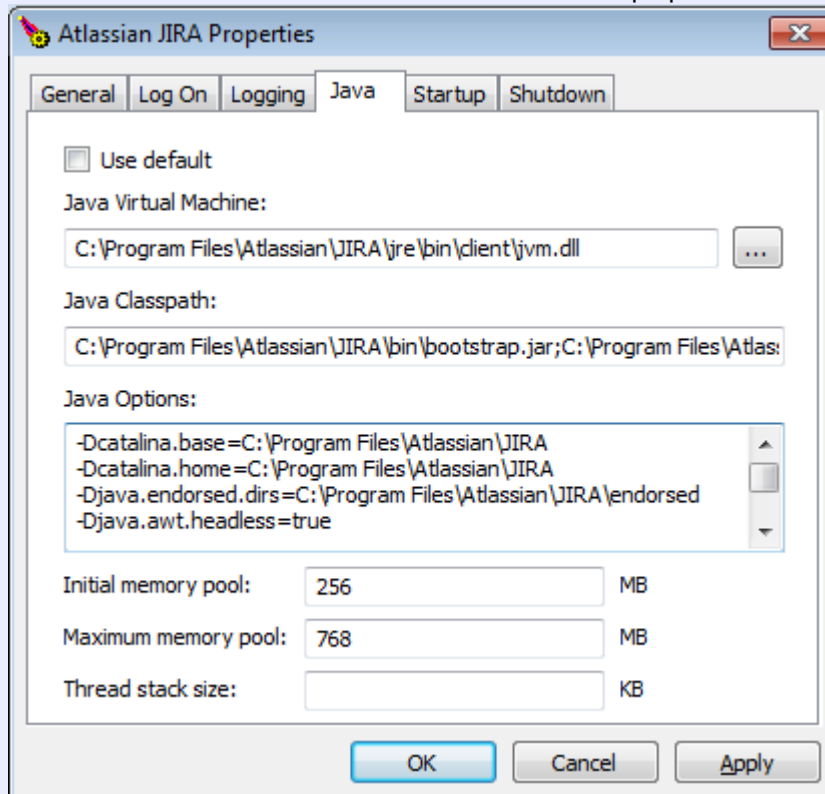 Atlassian JIRA Properties
General Log On Logging Java Startup Shutdown
Use default
Java Virtual Machine:
C:\Program Files\Atlassian\JIRA\jre\bin\client\jvm.dll ...
Java Classpath:
C:\Program Files\Atlassian\JIRA\bin\bootstrap.jar;C:\Program Files\Atlas
Java Options:
-Dcatalina.base=C:\Program Files\Atlassian\JIRA
-Dcatalina.home=C:\Program Files\Atlassian\JIRA
-Djava.endorsed.dirs=C:\Program Files\Atlassian\JIRA\endorsed
-Djava.awt.headless=true
Initial memory pool: 256 MB
Maximum memory pool: 768 MB
Thread stack size: KB
OK Cancel Apply